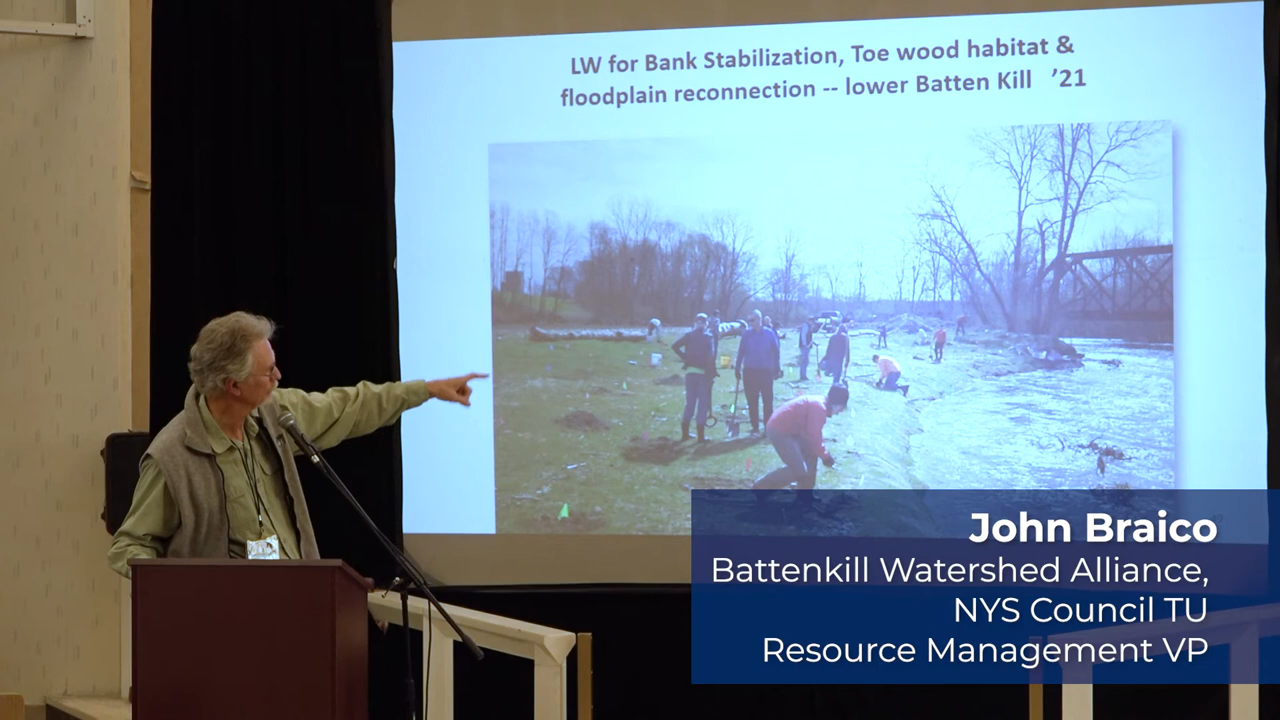 LW for Bank Stabilization, Toe wood habitat &
floodplain reconnection -- lower Batten Kill ’21
John Braico
Battenkill Watershed Alliance,
NYS Council TU
Resource Management VP